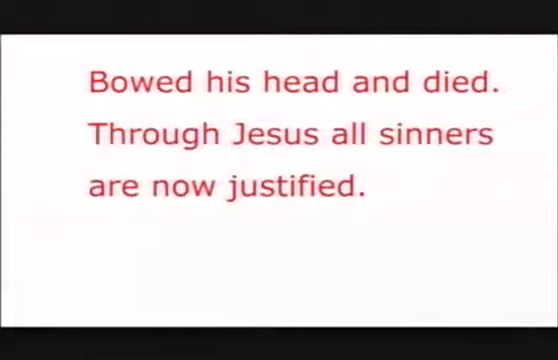 Bowed his head and died.
Through Jesus all sinners
are now justified.